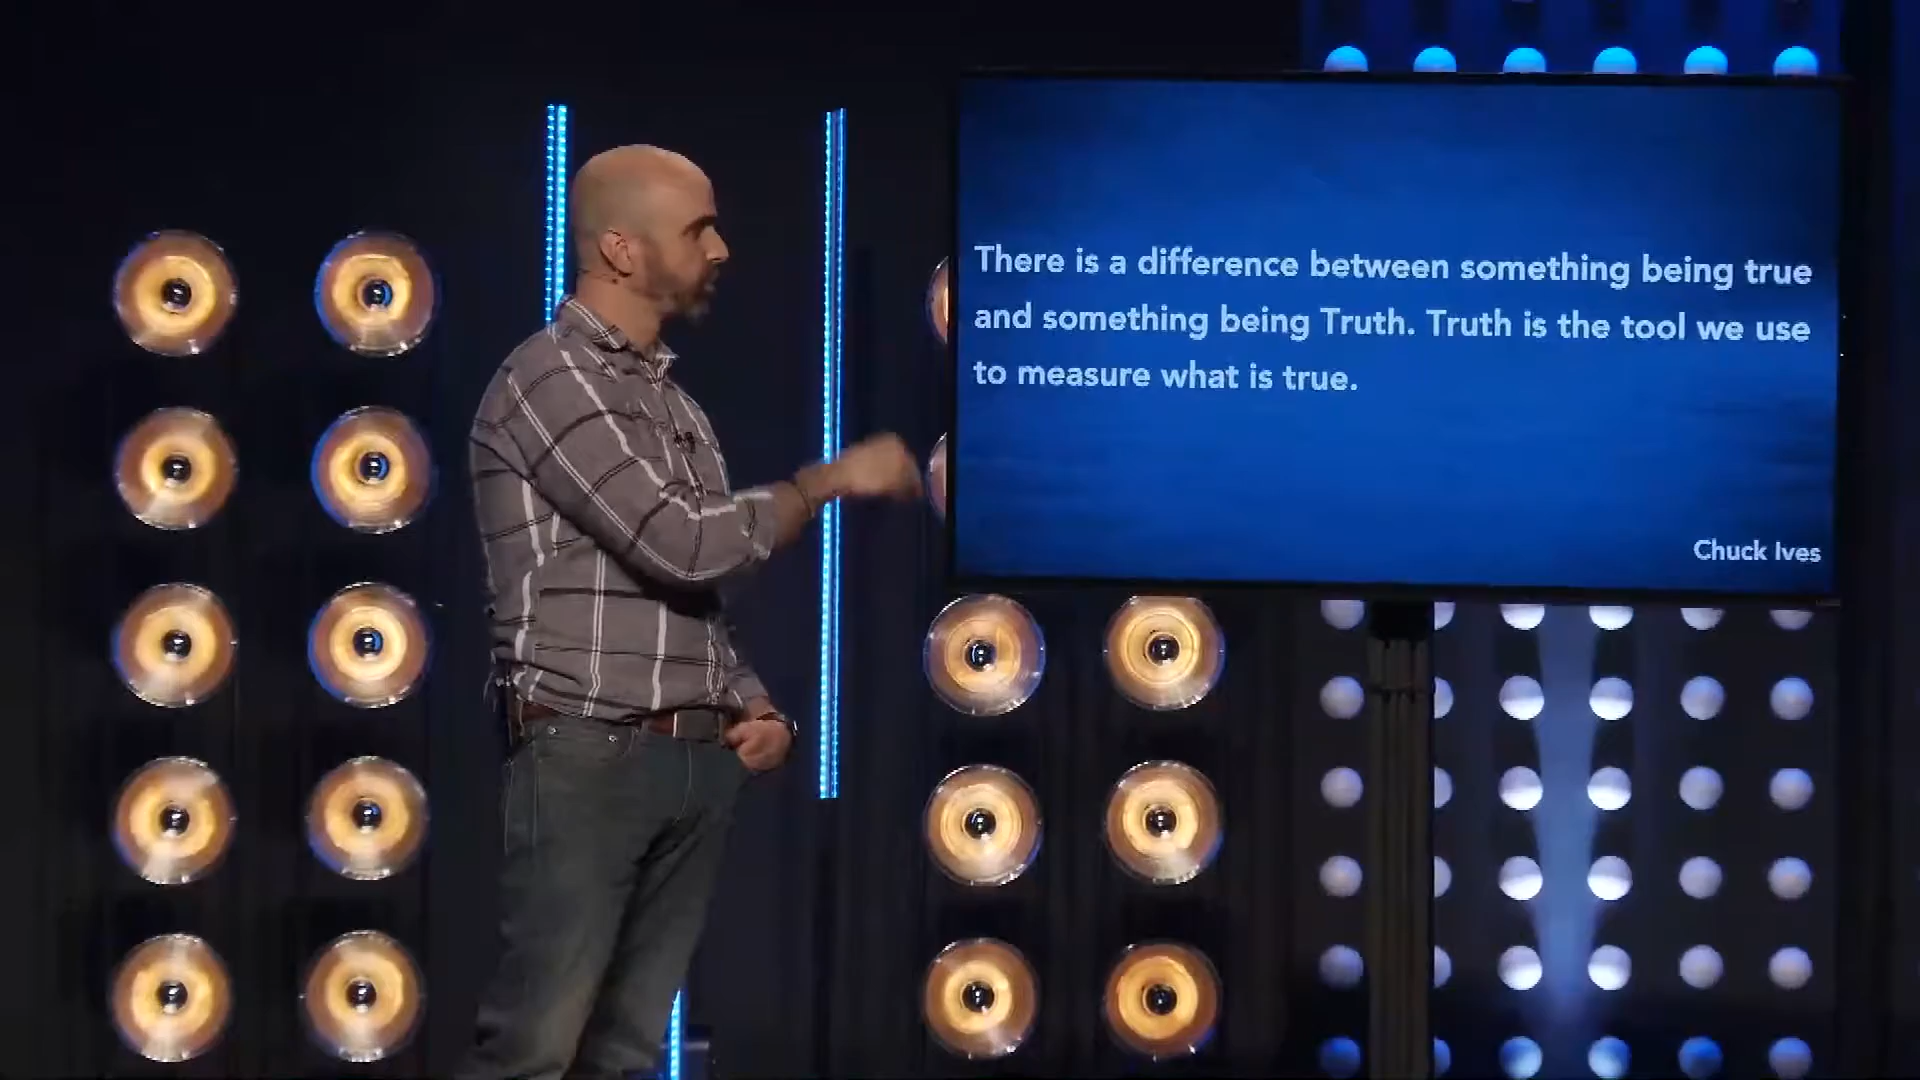 There is a difference between something being true
and something being Truth. Truth is the tool we use
to measure what is true.
Chuck Ives